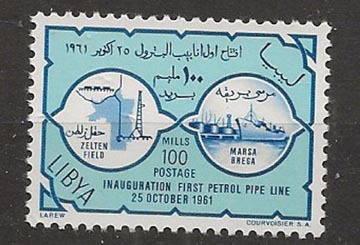 افتتاح اول انابيب البترول ٢٥ اكتوبر ١٩٦١
ليبيا
١٠٠ مليم
بريد
مرسى بريقه
حقل زلطن
ZELTEN
FIELD
MARSA
BREGA
MILLS
100
POSTAGE
LIBYA
INAUGURATION FIRST PETROL PIPE LINE
25 OCTOBER 1961
LAREW
COURVOISIER S.A.